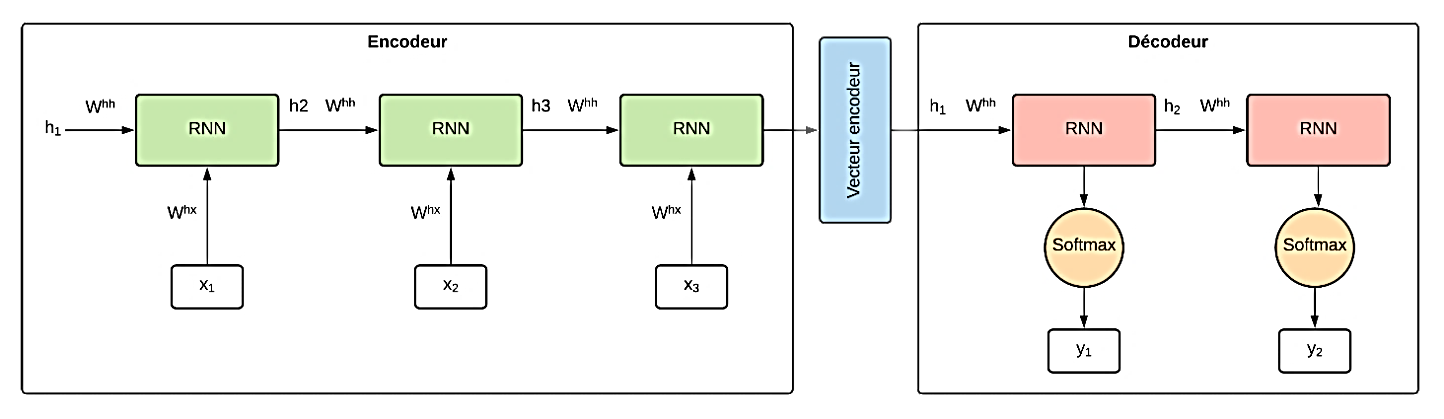 Encodeur
h₁
Wʰʰ
RNN
h2
Wʰʰ
RNN
h3
Wʰʰ
RNN
Wʰˣ
Wʰˣ
Wʰˣ
x₁
x₂
x₃
Vecteur encodeur
Décodeur
h₁
Wʰʰ
RNN
h₂
Wʰʰ
RNN
Softmax
Softmax
y₁
y₂